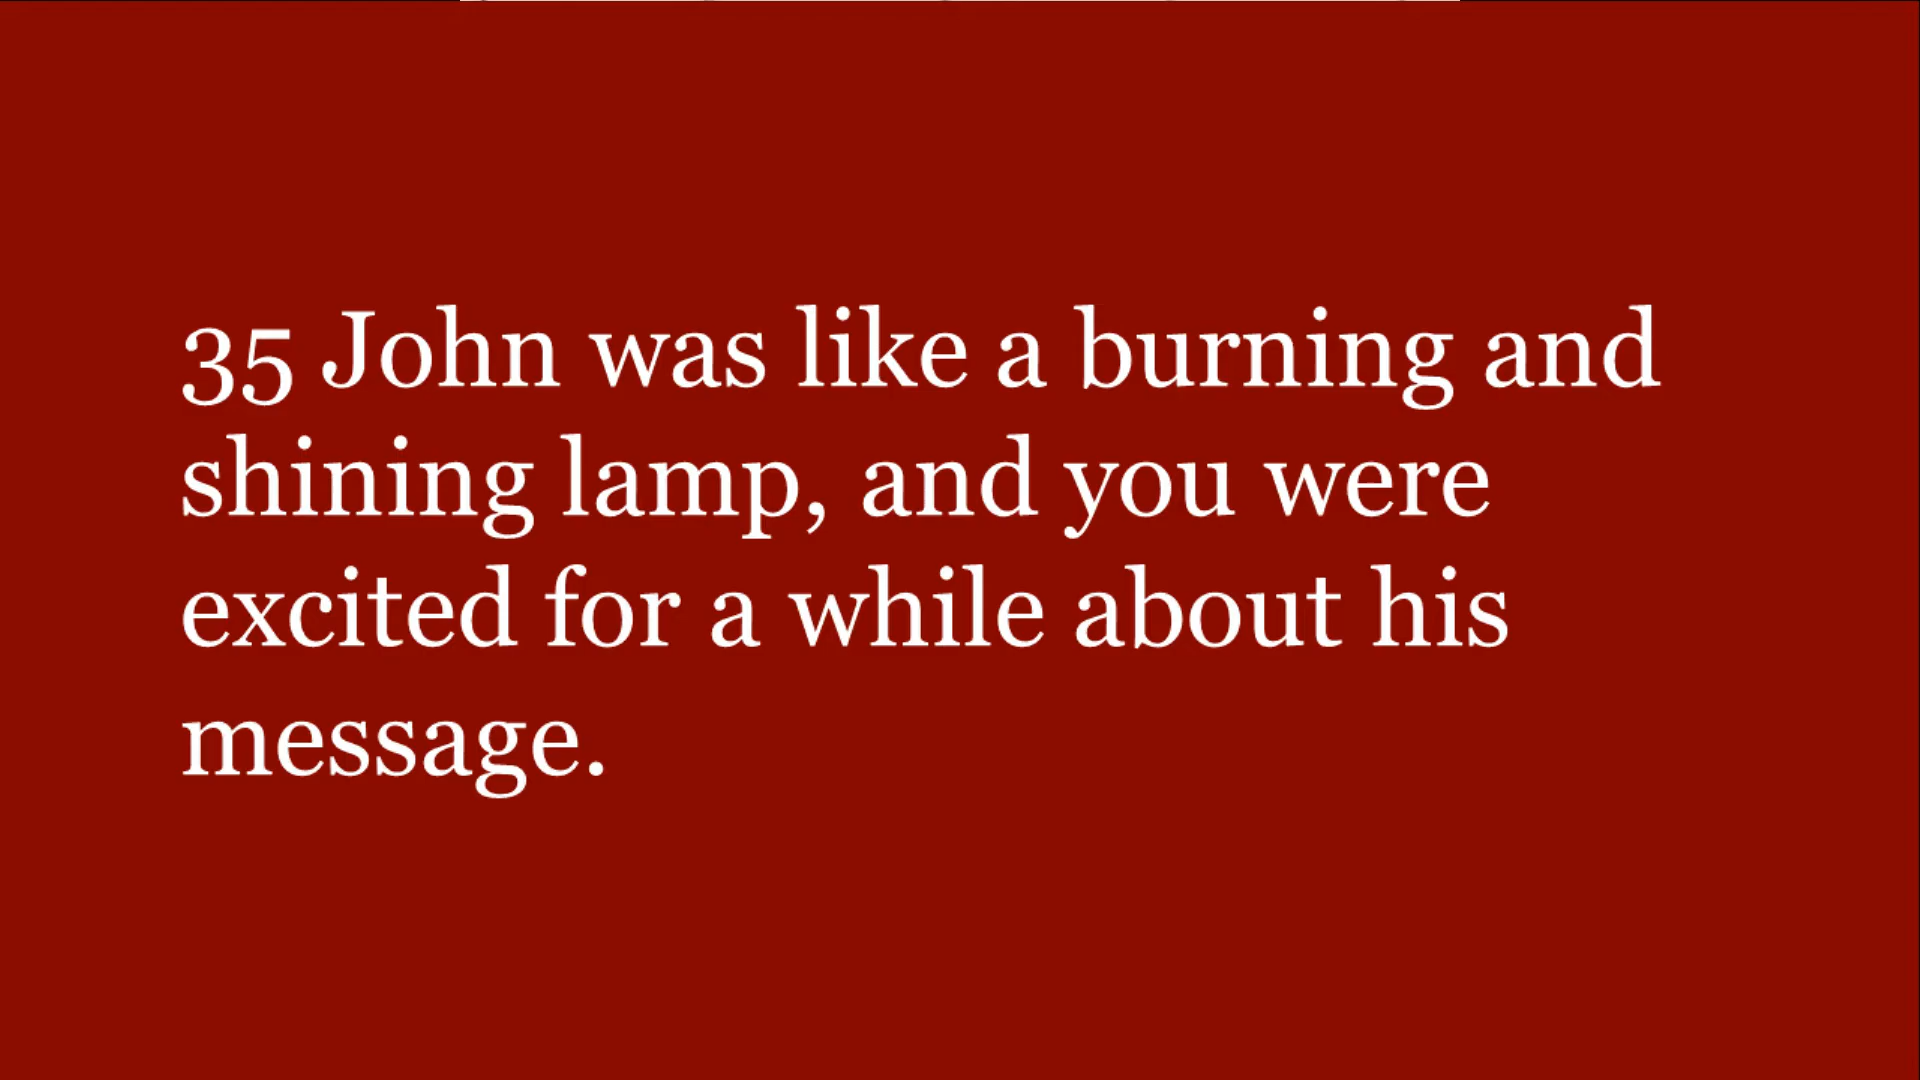 35 John was like a burning and
shining lamp, and you were
excited for a while about his
message.